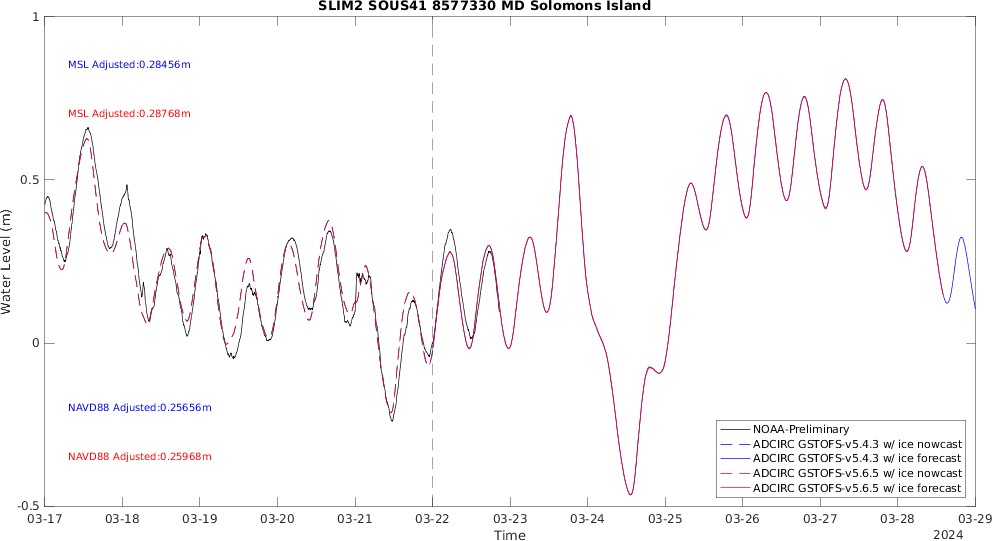 SLIM2 SOUS41 8577330 MD Solomons Island
1
MSL Adjusted:0.28456m
MSL Adjusted:0.28768m
0.5
Water Level (m)
0
NAVD88 Adjusted:0.25656m
NAVD88 Adjusted:0.25968m
NOAA-Preliminary
ADCIRC GSTOFS-v5.4.3 w/ ice nowcast
ADCIRC GSTOFS-v5.4.3 w/ ice forecast
ADCIRC GSTOFS-v5.6.5 w/ ice nowcast
ADCIRC GSTOFS-v5.6.5 w/ ice forecast
-0.5
03-17 03-18 03-19 03-20 03-21 03-22 03-23 03-24 03-25 03-26 03-27 03-28 03-29
Time
2024